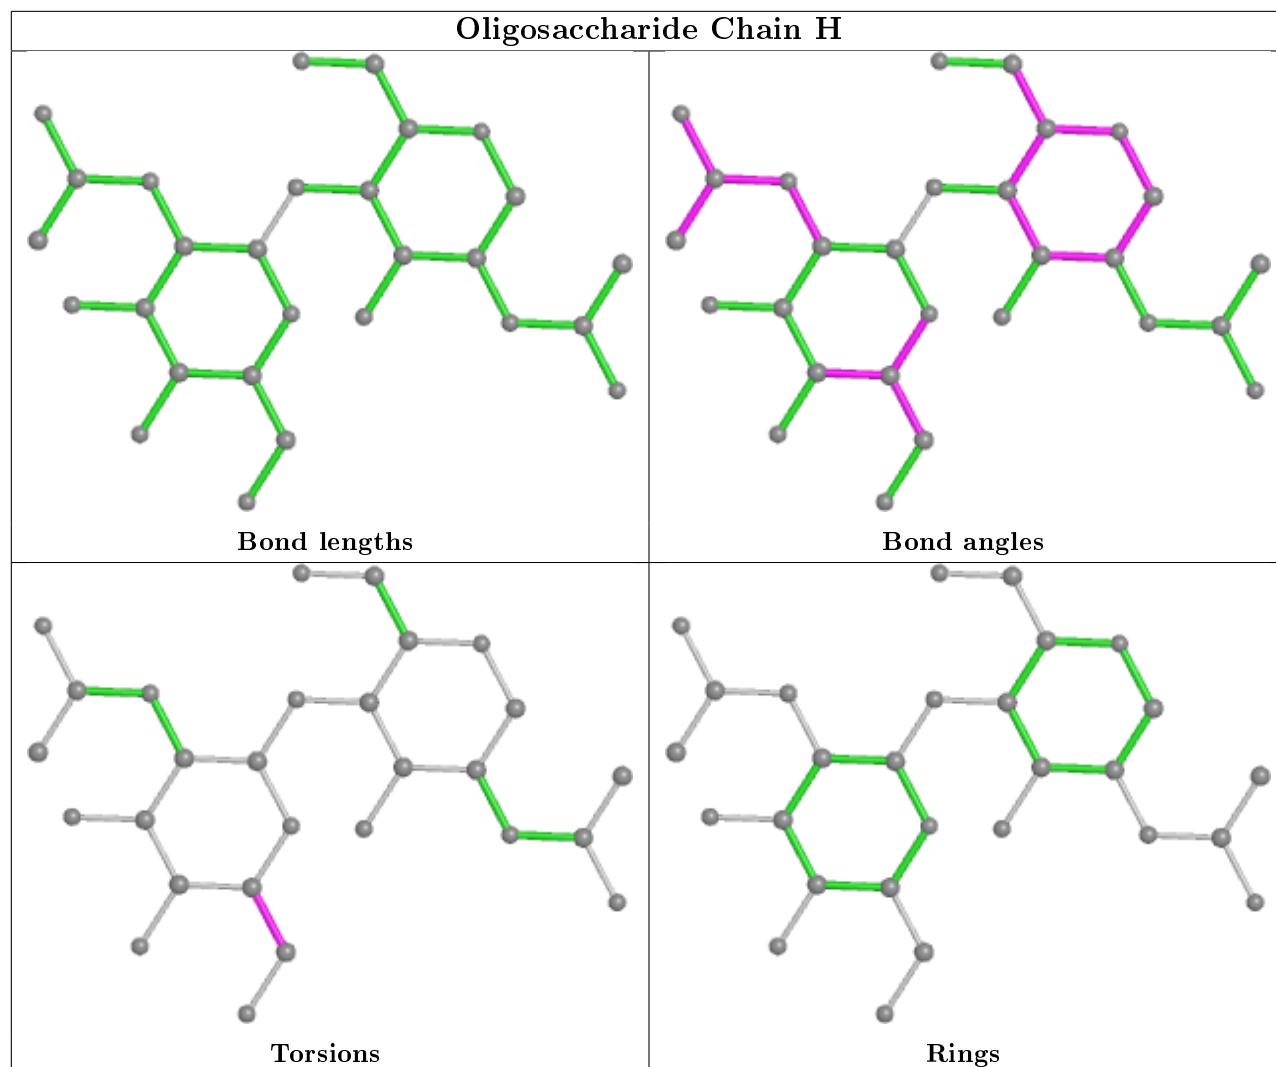 Oligosaccharide Chain H
Bond lengths
Bond angles
Torsions
Rings